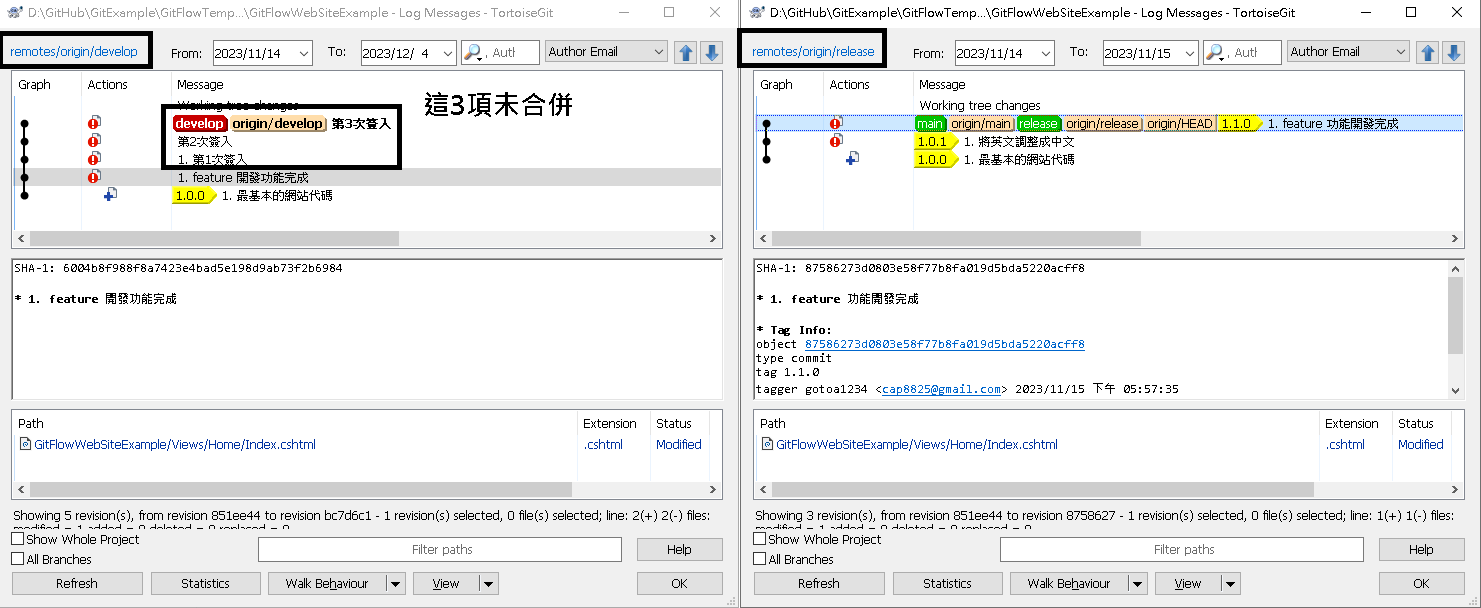 D:\GitHub\GitExample\GitFlowTemp...\GitFlowWebSiteExample - Log Messages - TortoiseGit
remotes/origin/develop
From: 2023/11/14
To: 2023/12/ 4
Auth
Author Email
Graph Actions Message
Working tree changes
這3項未合併
develop origin/develop 第3次簽入
第2次簽入
1. 第1次簽入
1. feature 開發功能完成
1.0.0 1. 最基本的網站代碼
SHA-1: 6004b8f988f8a7423e4bad5e198d9ab73f2b6984
* 1. feature 開發功能完成
Path Extension Status
GitFlowWebSiteExample/Views/Home/Index.cshtml .cshtml Modified
Showing 5 revision(s), from revision 851ee44 to revision bc7d6c1 - 1 revision(s) selected, 0 file(s) selected; line: 2(+) 2(-) files:
modified = 1 added = 0 deleted = 0 replaced = 0
Show Whole Project
All Branches
Filter paths
Help
Refresh Statistics Walk Behaviour View OK
D:\GitHub\GitExample\GitFlowTemp...\GitFlowWebSiteExample - Log Messages - TortoiseGit
remotes/origin/release
From: 2023/11/14
To: 2023/11/15
Auth
Author Email
Graph Actions Message
Working tree changes
main origin/main release origin/release origin/HEAD 1.1.0 1. feature 功能開發完成
1.0.1 1. 將英文調整成中文
1.0.0 1. 最基本的網站代碼
SHA-1: 87586273d0803e58f77b8fa019d5bda5220acff8
* 1. feature 功能開發完成
* Tag Info:
object 87586273d0803e58f77b8fa019d5bda5220acff8
type commit
tag 1.1.0
tagger gotoa1234 <cap8825@gmail.com> 2023/11/15 下午 05:57:35
Path Extension Status
GitFlowWebSiteExample/Views/Home/Index.cshtml .cshtml Modified
Showing 3 revision(s), from revision 851ee44 to revision 8758627 - 1 revision(s) selected, 0 file(s) selected; line: 1(+) 1(-) files:
modified = 1 added = 0 deleted = 0 replaced = 0
Show Whole Project
All Branches
Filter paths
Help
Refresh Statistics Walk Behaviour View OK